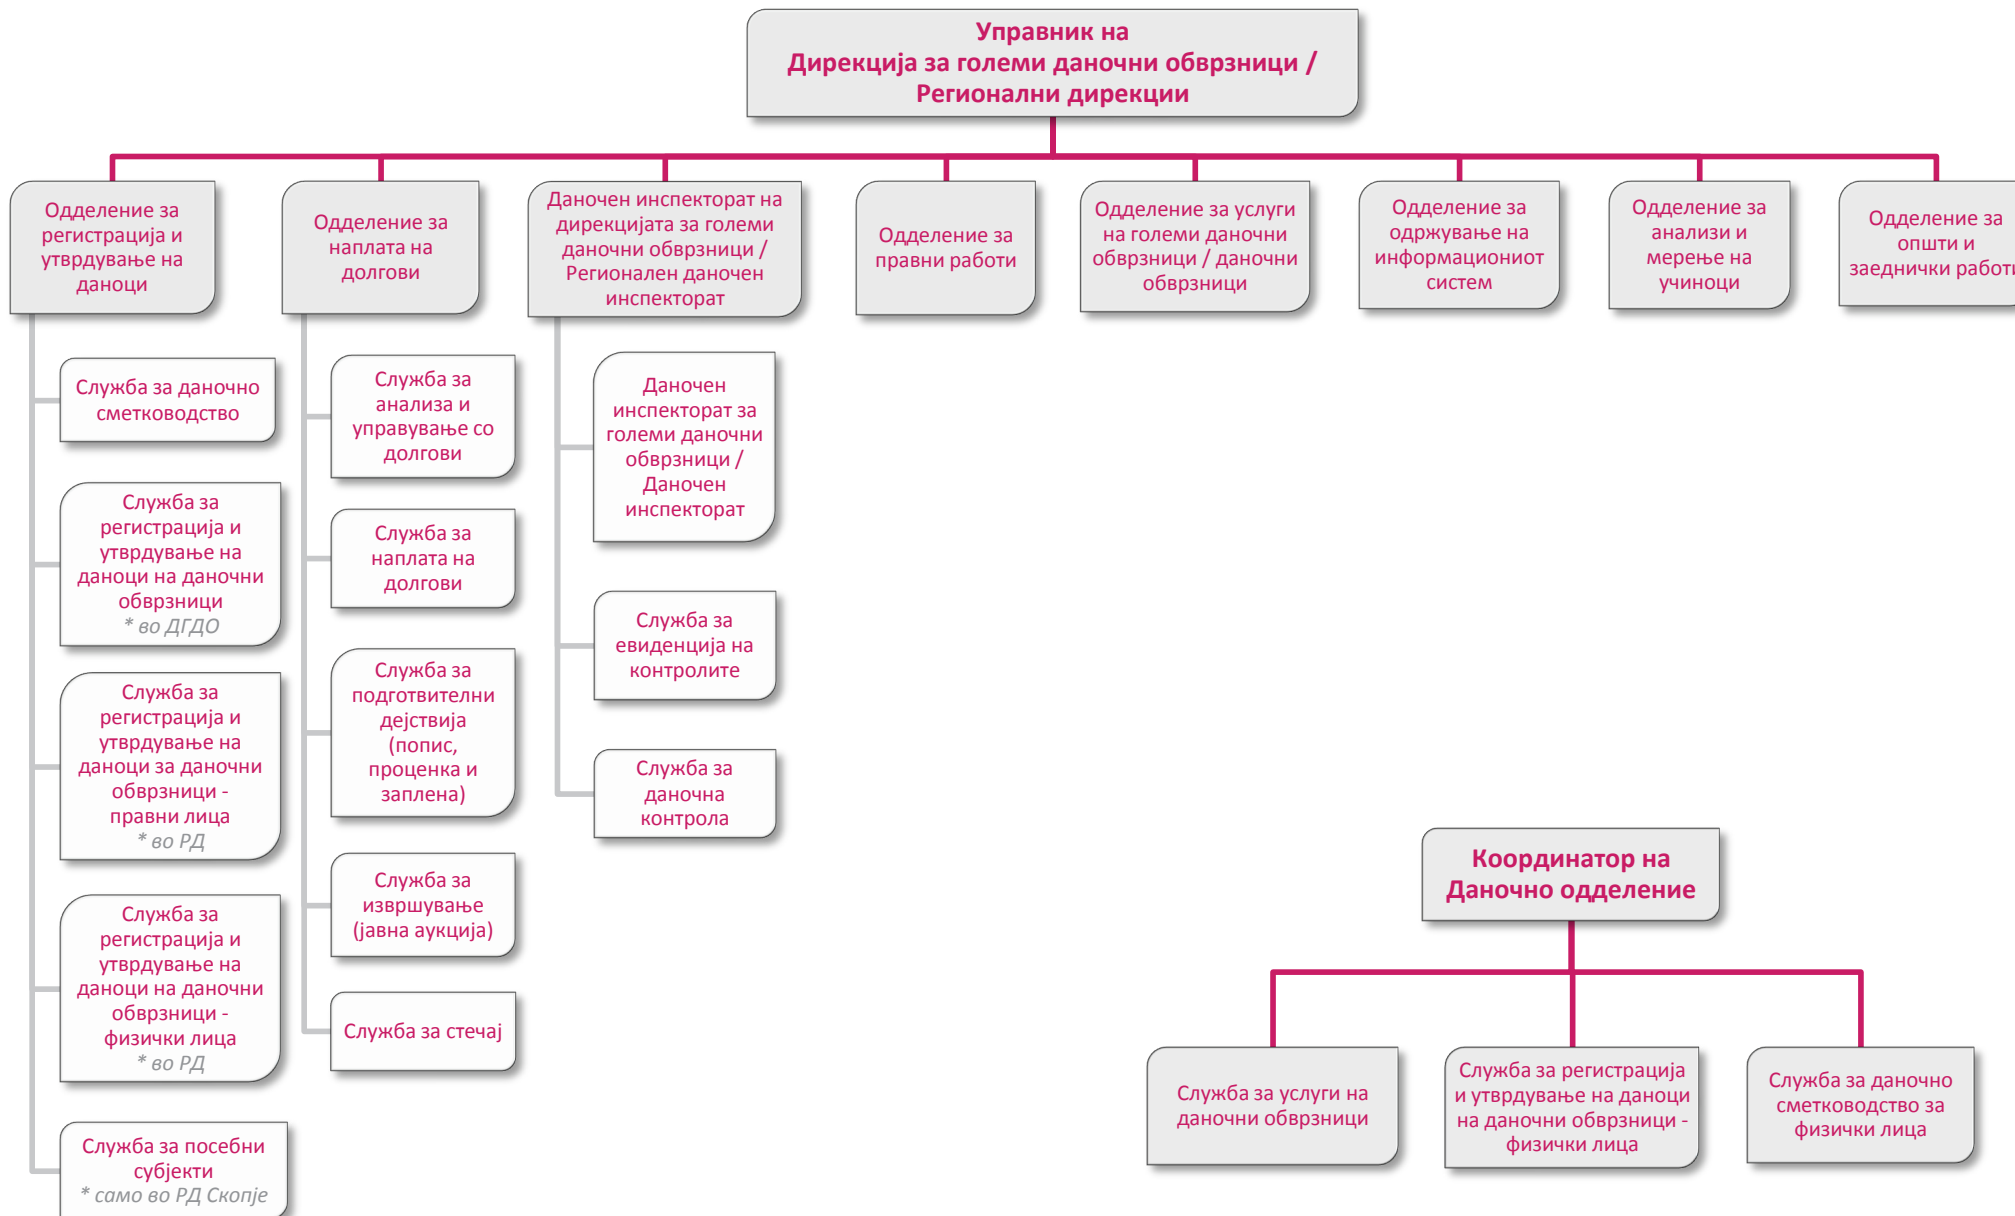 Управник на
Дирекција за големи даночни обврзници /
Регионални дирекции
Одделение за
регистрација и
утврдување на
даноци
Одделение за
наплата на
долгови
Даночен инспекторат на
дирекцијата за големи
даночни обврзници /
Регионален даночен
инспекторат
Одделение за
правни работи
Одделение за услуги
на големи даночни
обврзници / даночни
обврзници
Одделение за
одржување на
информациониот
систем
Одделение за
анализи и
мерење на
учиноци
Одделение за
општи и
заеднички работи
Служба за даночно
сметководство
Служба за
регистрација и
утврдување на
даноци на даночни
обврзници
* во ДГДО
Служба за
регистрација и
утврдување на
даноци за даночни
обврзници -
правни лица
* во РД
Служба за
регистрација и
утврдување на
даноци на даночни
обврзници -
физички лица
* во РД
Служба за посебни
субјекти
* само во РД Скопје
Служба за
анализа и
управување со
долгови
Служба за
наплата на
долгови
Служба за
подготвителни
дејствија
(попис,
проценка и
заплена)
Служба за
извршување
(јавна аукција)
Служба за стечај
Даночен
инспекторат за
големи даночни
обврзници /
Даночен
инспекторат
Служба за
евиденција на
контролите
Служба за
даночна
контрола
Координатор на
Даночно одделение
Служба за услуги на
даночни обврзници
Служба за регистрација
и утврдување на даноци
на даночни обврзници -
физички лица
Служба за даночно
сметководство за
физички лица